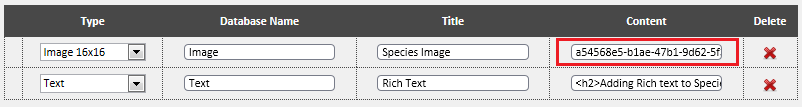 Type Database Name Title Content Delete
Image 16x16 Image Species Image a54568e5-b1ae-47b1-9d62-5f
Text Text Rich Text <h2>Adding Rich text to Speci